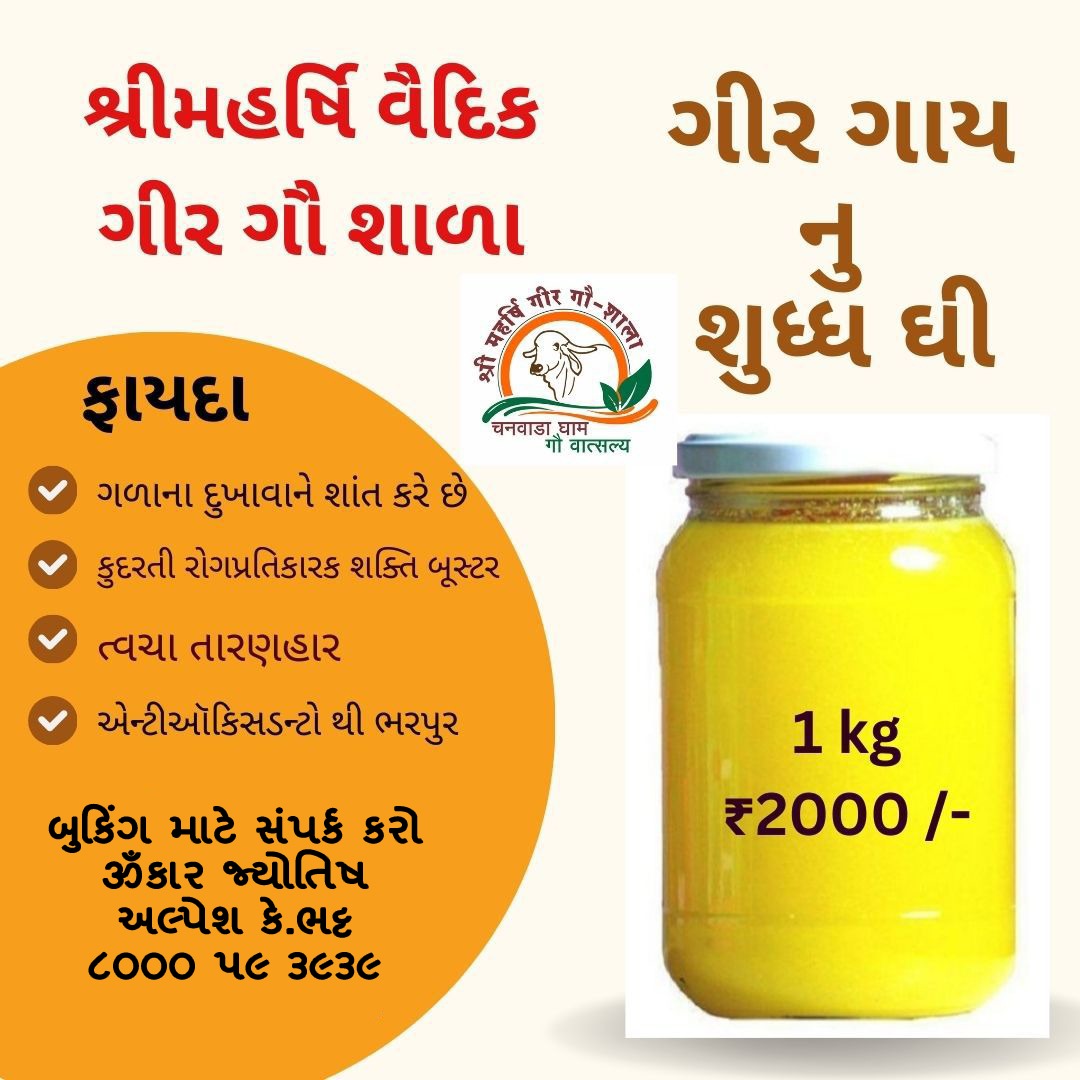 શ્રીમહર્ષિ વૈદિક
ગીર ગૌ શાળા
ગીર ગાય
નુ
શુધ્ધ ઘી
श्री महर्षि गीर गौ-शाला
चनवाडा घाम
गौ वात्सल्य
ફાયદા
ગળાના દુખાવાને શાંત કરે છે
કુદરતી રોગપ્રતિકારક શક્તિ બૂસ્ટર
ત્વચા તારણહાર
એન્ટીઑકિસડન્ટો થી ભરપુર
બુકિંગ માટે સંપર્ક કરો
ૐકાર જ્યોતિષ
અલ્પેશ કે.ભટ્ટ
૮૦૦૦ ૫૯ ૩૯૩૯
1 kg
₹2000 /-